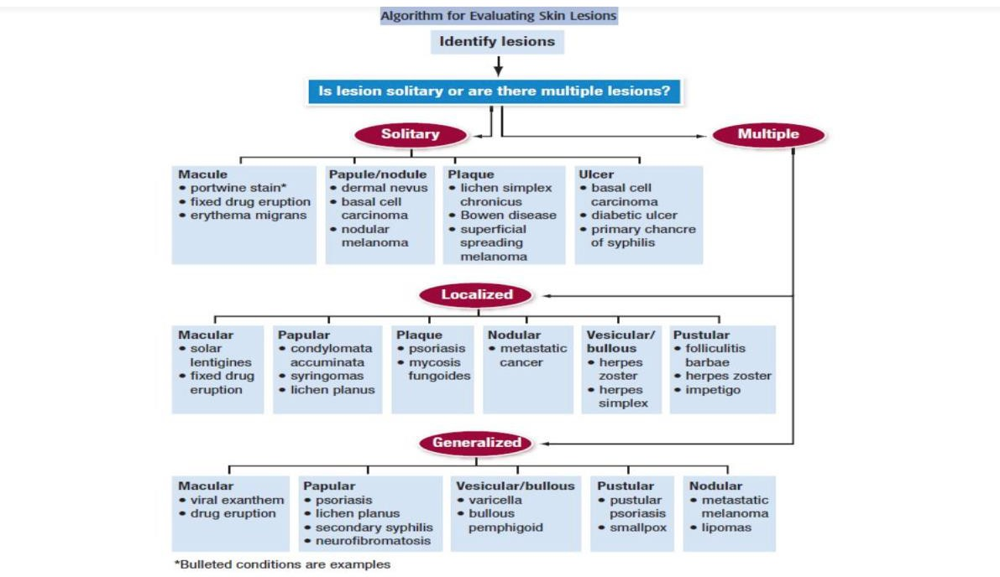 Algorithm for Evaluating Skin Lesions
Identify lesions
Is lesion solitary or are there multiple lesions?
Solitary
Multiple
Macule
• portwine stain*
• fixed drug eruption
• erythema migrans
Papule/nodule
• dermal nevus
• basal cell
carcinoma
• nodular
melanoma
Plaque
• lichen simplex
chronicus
• Bowen disease
• superficial
spreading
melanoma
Ulcer
• basal cell
carcinoma
• diabetic ulcer
• primary chancre
of syphilis
Localized
Macular
• solar
lentigines
• fixed drug
eruption
Papular
• condylomata
accuminata
• syringomas
• lichen planus
Plaque
• psoriasis
• mycosis
fungoides
Nodular
• metastatic
cancer
Vesicular/
bullous
• herpes
zoster
• herpes
simplex
Pustular
• folliculitis
barbae
• herpes zoster
• impetigo
Generalized
Macular
• viral exanthem
• drug eruption
Papular
• psoriasis
• lichen planus
• secondary syphilis
• neurofibromatosis
Vesicular/bullous
• varicella
• bullous
pemphigoid
Pustular
• pustular
psoriasis
• smallpox
Nodular
• metastatic
melanoma
• lipomas
*Bulleted conditions are examples